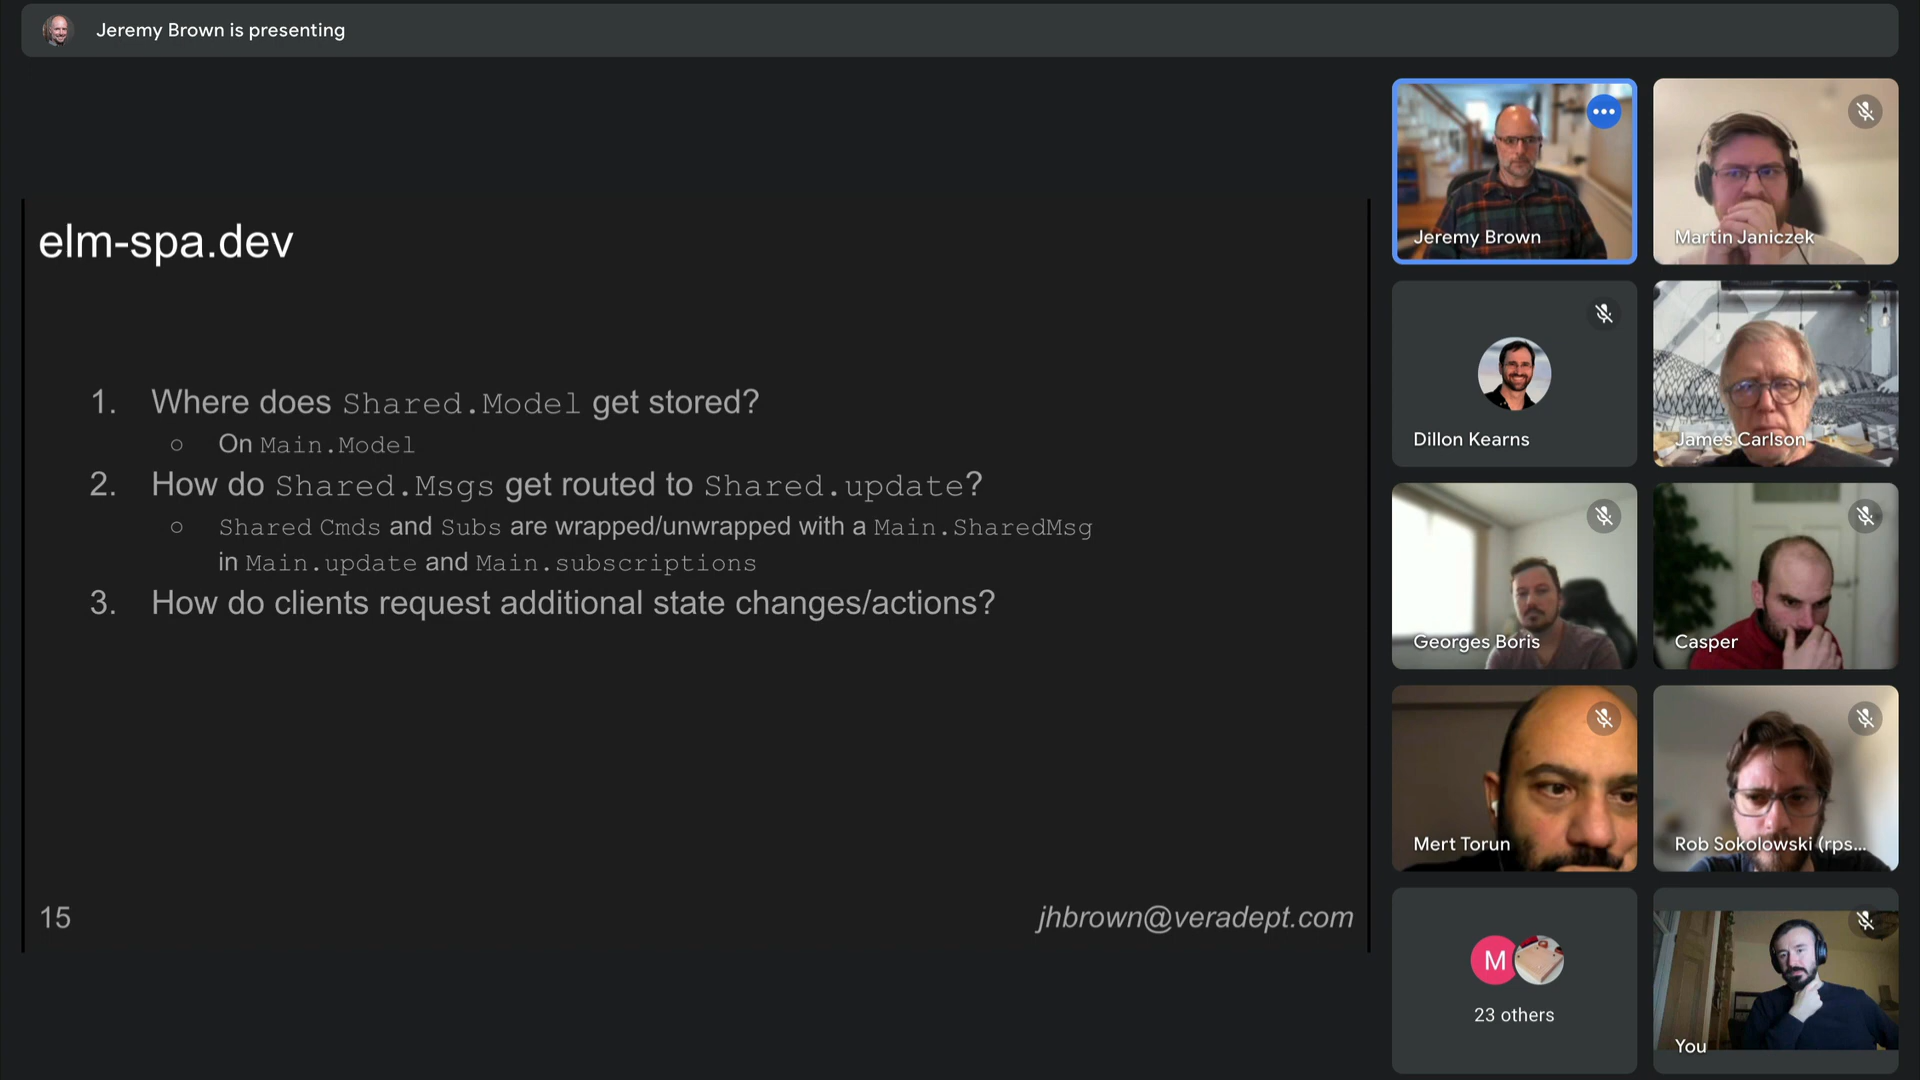 Jeremy Brown is presenting
elm-spa.dev
1. Where does Shared.Model get stored?
○ On Main.Model
2. How do Shared.Msgs get routed to Shared.update?
○ Shared Cmds and Subs are wrapped/unwrapped with a Main.SharedMsg
in Main.update and Main.subscriptions
3. How do clients request additional state changes/actions?
15
jhbrown@veradept.com
Jeremy Brown
Martin Janiczek
Dillon Kearns
James Carlson
Georges Boris
Casper
Mert Torun
Rob Sokolowski (rps...
M
23 others
You